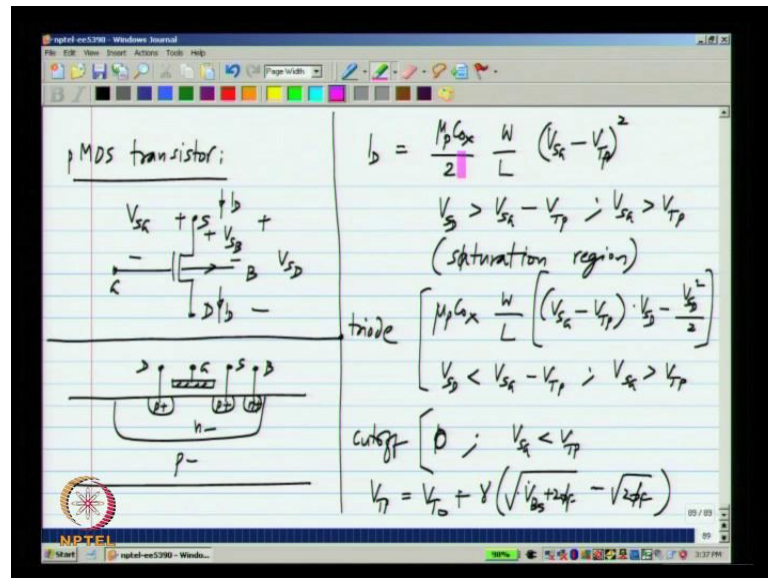 nptel-ee5390 - Windows Journal
File Edit View Insert Actions Tools Help
Page Width
B I
pMOS transistor:
V_SG + S ↓ I_D +
+ V_SB
- G - B V_SD
D ↓ I_D -
D G S B
p+ p+ n+
n-
p-
I_D = μ_p C_ox / 2 W / L (V_SG - V_Tp)^2
V_SD > V_SG - V_Tp ; V_SG > V_Tp
(saturation region)
triode [ μ_p C_ox W / L [ (V_SG - V_Tp) · V_SD - V_SD^2 / 2 ]
V_SD < V_SG - V_Tp ; V_SG > V_Tp
cutoff [ 0 ; V_SG < V_Tp
V_Tp = V_T0 + γ ( √V_BS + 2φ_F - √2φ_F )
89 / 89
89
NPTEL
Start nptel-ee5390 - Windo... 98% 3:37 PM